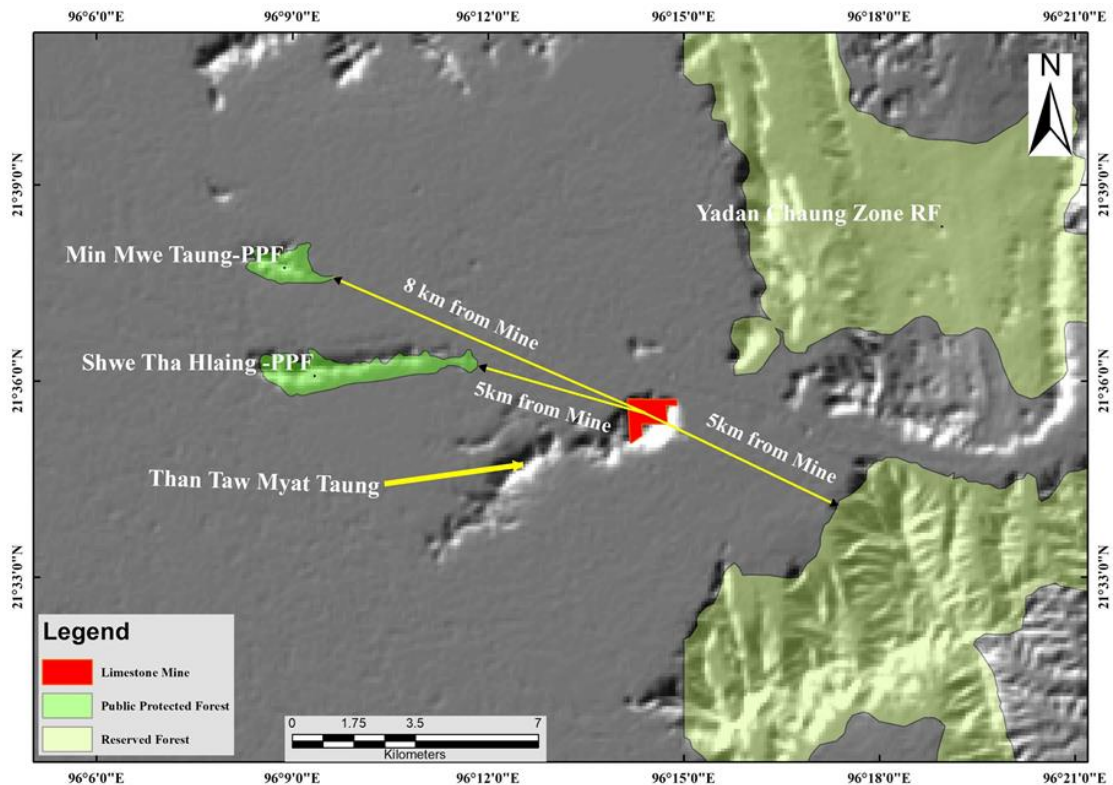 96°6'0"E 96°9'0"E 96°12'0"E 96°15'0"E 96°18'0"E 96°21'0"E
N
21°39'0"N 21°39'0"N
Yadan Chaung Zone RF
Min Mwe Taung-PPF
8 km from Mine
Shwe Tha Hlaing -PPF
21°36'0"N 21°36'0"N
5km from Mine
5km from Mine
Than Taw Myat Taung
21°33'0"N 21°33'0"N
Legend
Limestone Mine
Public Protected Forest
Reserved Forest
0 1.75 3.5 7
Kilometers
96°6'0"E 96°9'0"E 96°12'0"E 96°15'0"E 96°18'0"E 96°21'0"E